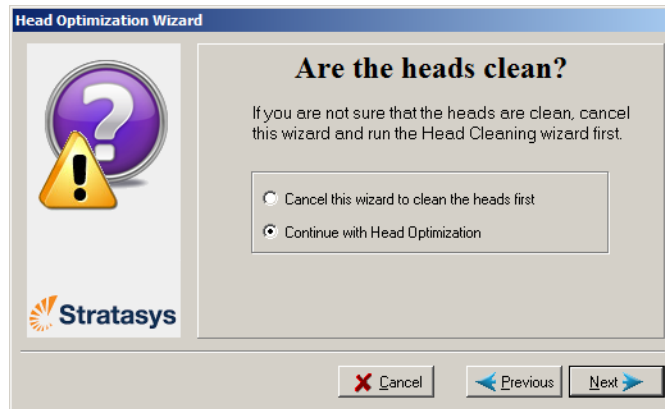 Head Optimization Wizard
Are the heads clean?
If you are not sure that the heads are clean, cancel
this wizard and run the Head Cleaning wizard first.
Cancel this wizard to clean the heads first
Continue with Head Optimization
Stratasys
Cancel
Previous
Next